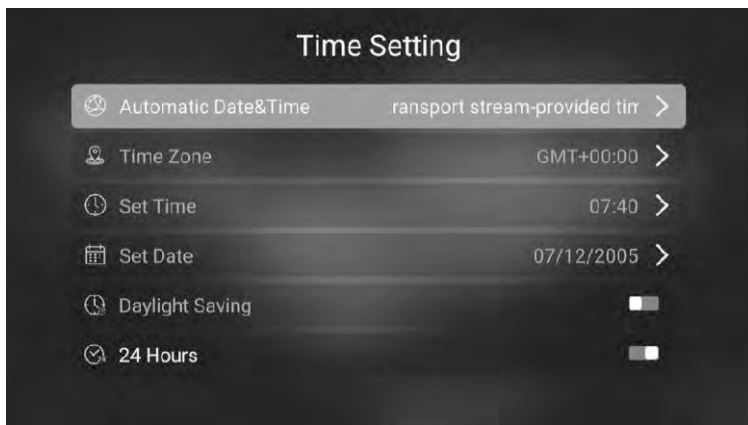 Time Setting
Automatic Date&Time ransport stream-provided tim
Time Zone GMT+00:00
Set Time 07:40
Set Date 07/12/2005
Daylight Saving
24 Hours